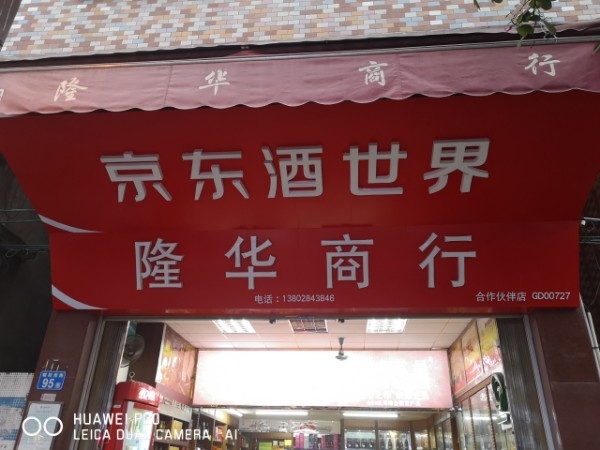 隆华商行
京东酒世界
隆华商行
电话：13802843846
合作伙伴店 GD00727
95
HUAWEI P20
LEICA DUAL CAMERA AI